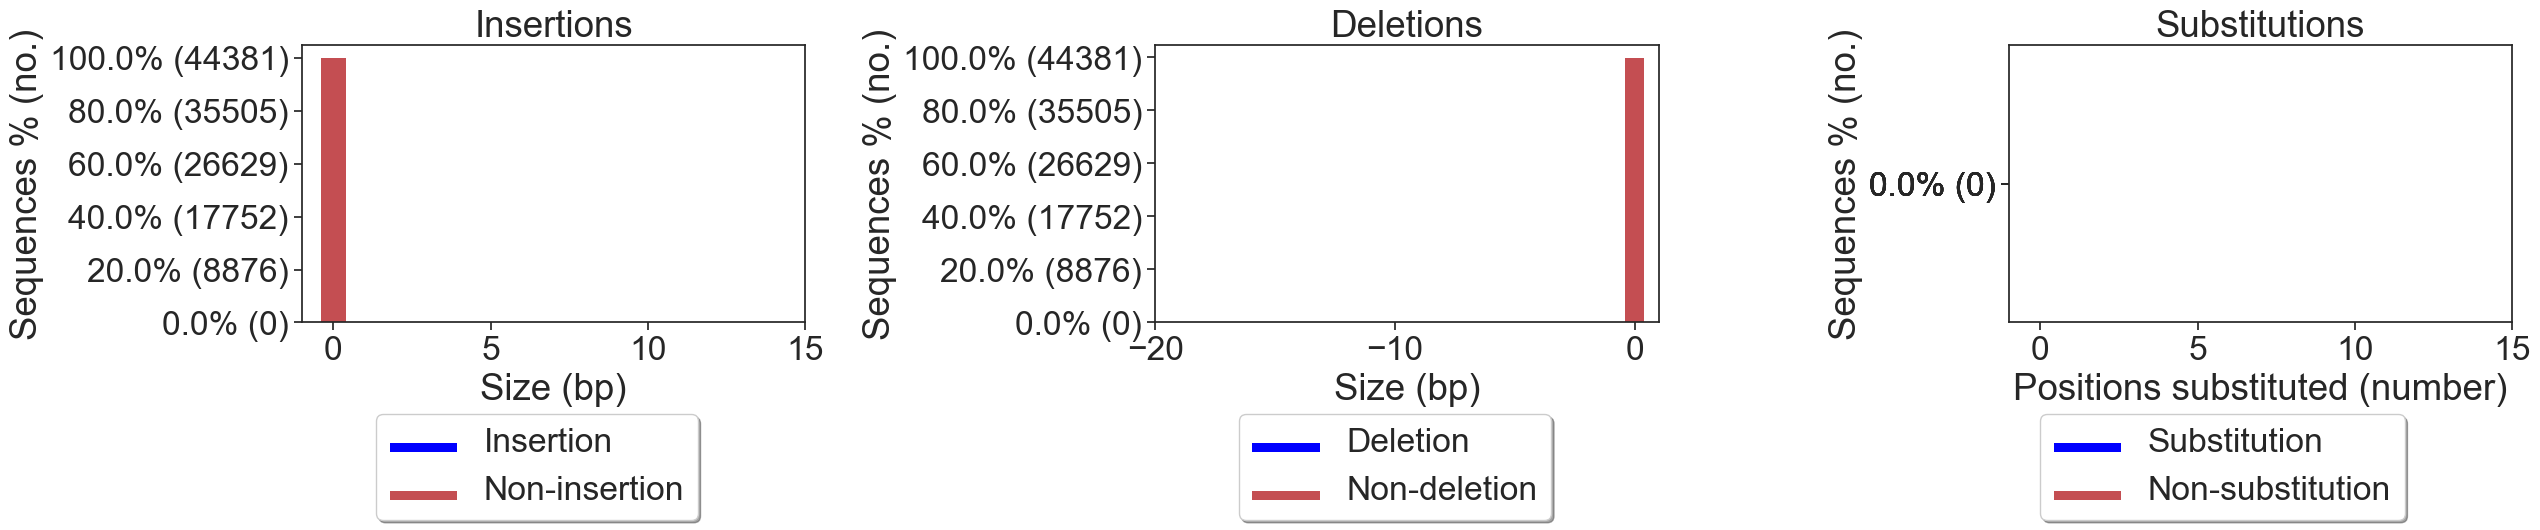 Insertions
Sequences % (no.)
100.0% (44381)
80.0% (35505)
60.0% (26629)
40.0% (17752)
20.0% (8876)
0.0% (0)
0 5 10 15
Size (bp)
Insertion
Non-insertion
Deletions
Sequences % (no.)
100.0% (44381)
80.0% (35505)
60.0% (26629)
40.0% (17752)
20.0% (8876)
0.0% (0)
−20 −10 0
Size (bp)
Deletion
Non-deletion
Substitutions
Sequences % (no.)
0.0% (0)
0 5 10 15
Positions substituted (number)
Substitution
Non-substitution